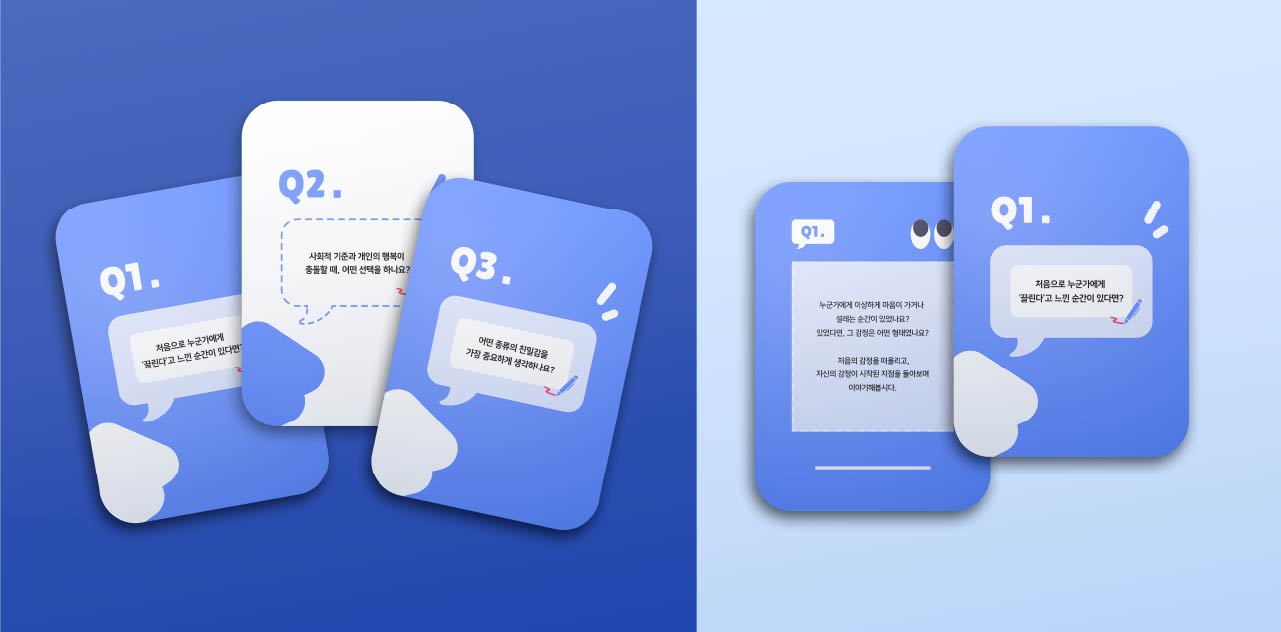 Q1.
처음으로 누군가에게
'끌린다'고 느낀 순간이 있다면?
Q2.
사회적 기준과 개인의 행복이
충돌할 때, 어떤 선택을 하나요?
Q3.
어떤 종류의 친밀감을
가장 중요하게 생각하나요?
Q1.
누군가에게 이상하게 마음이 가거나
설레는 순간이 있었나요?
있었다면, 그 감정은 어떤 형태였나요?
처음의 감정을 떠올리고,
자신의 감정이 시작된 지점을 돌아보며
이야기해봅시다.
Q1.
처음으로 누군가에게
'끌린다'고 느낀 순간이 있다면?